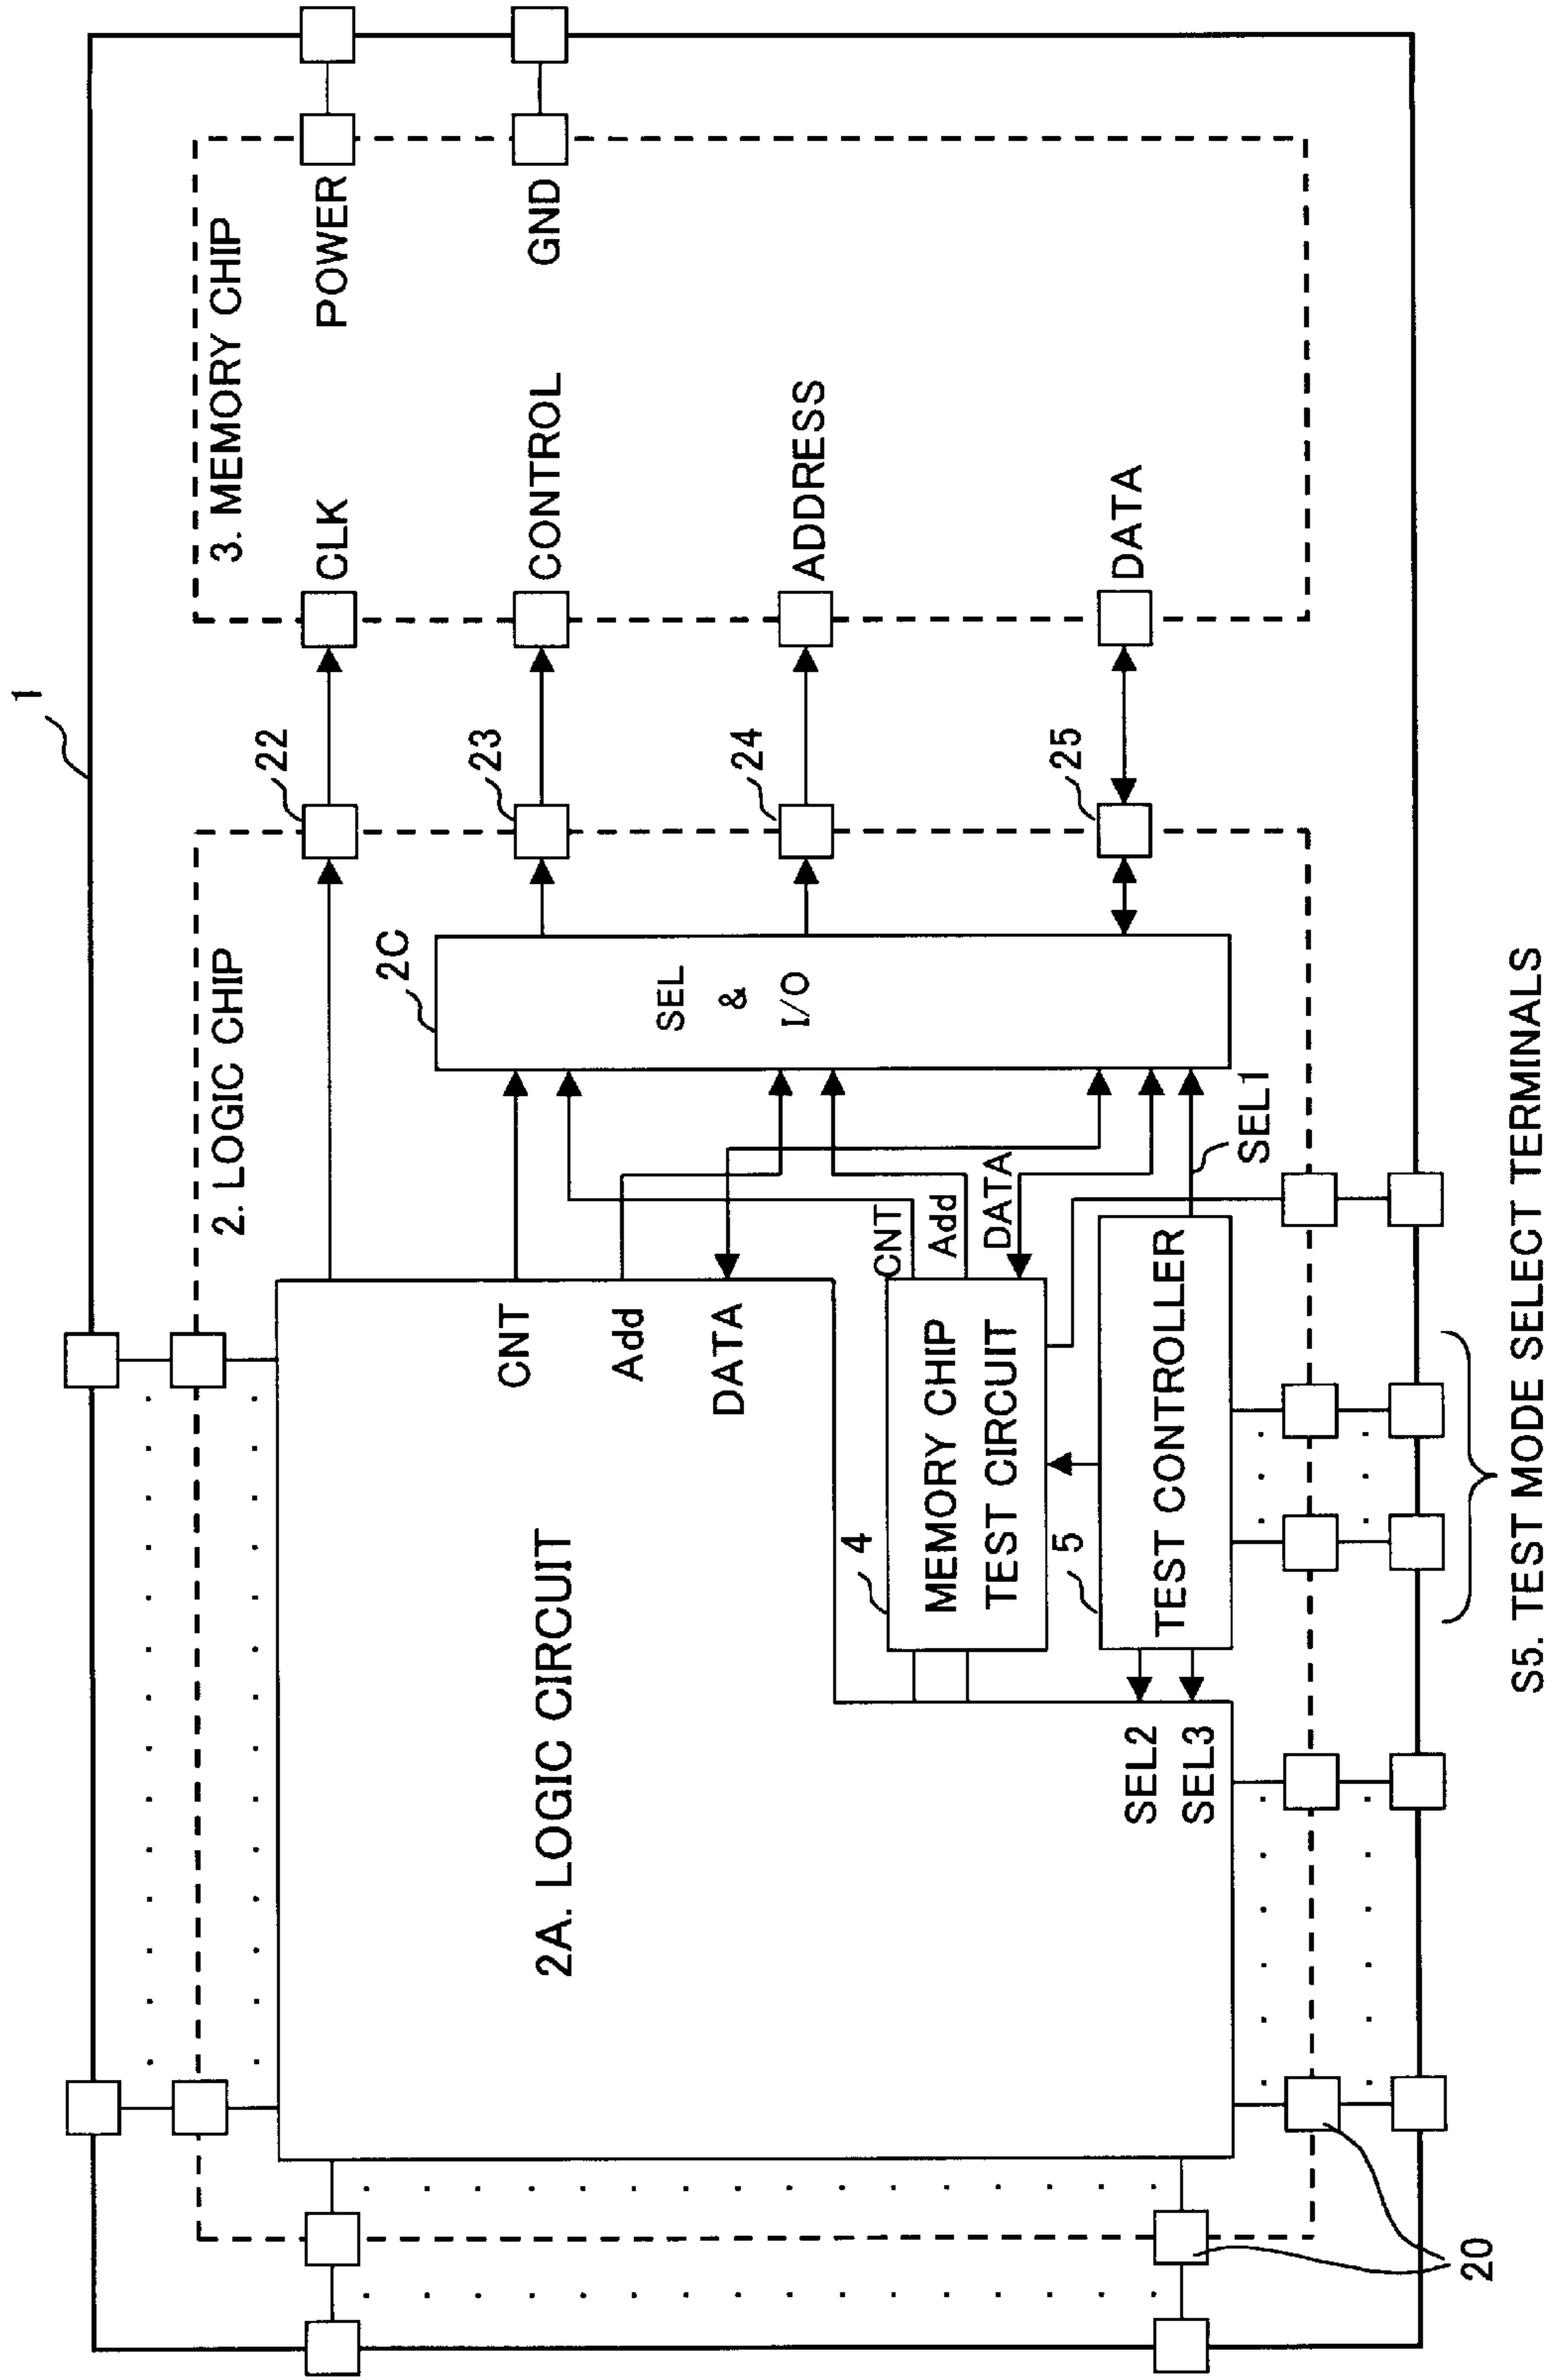 1
2. LOGIC CHIP
3. MEMORY CHIP
22
CLK
POWER
2C
23
CONTROL
GND
CNT
2A. LOGIC CIRCUIT
Add
SEL
&
I/O
24
ADDRESS
DATA
4
CNT
MEMORY CHIP
TEST CIRCUIT
Add
DATA
25
DATA
5
TEST CONTROLLER
SEL2
SEL3
SEL1
20
S5. TEST MODE SELECT TERMINALS